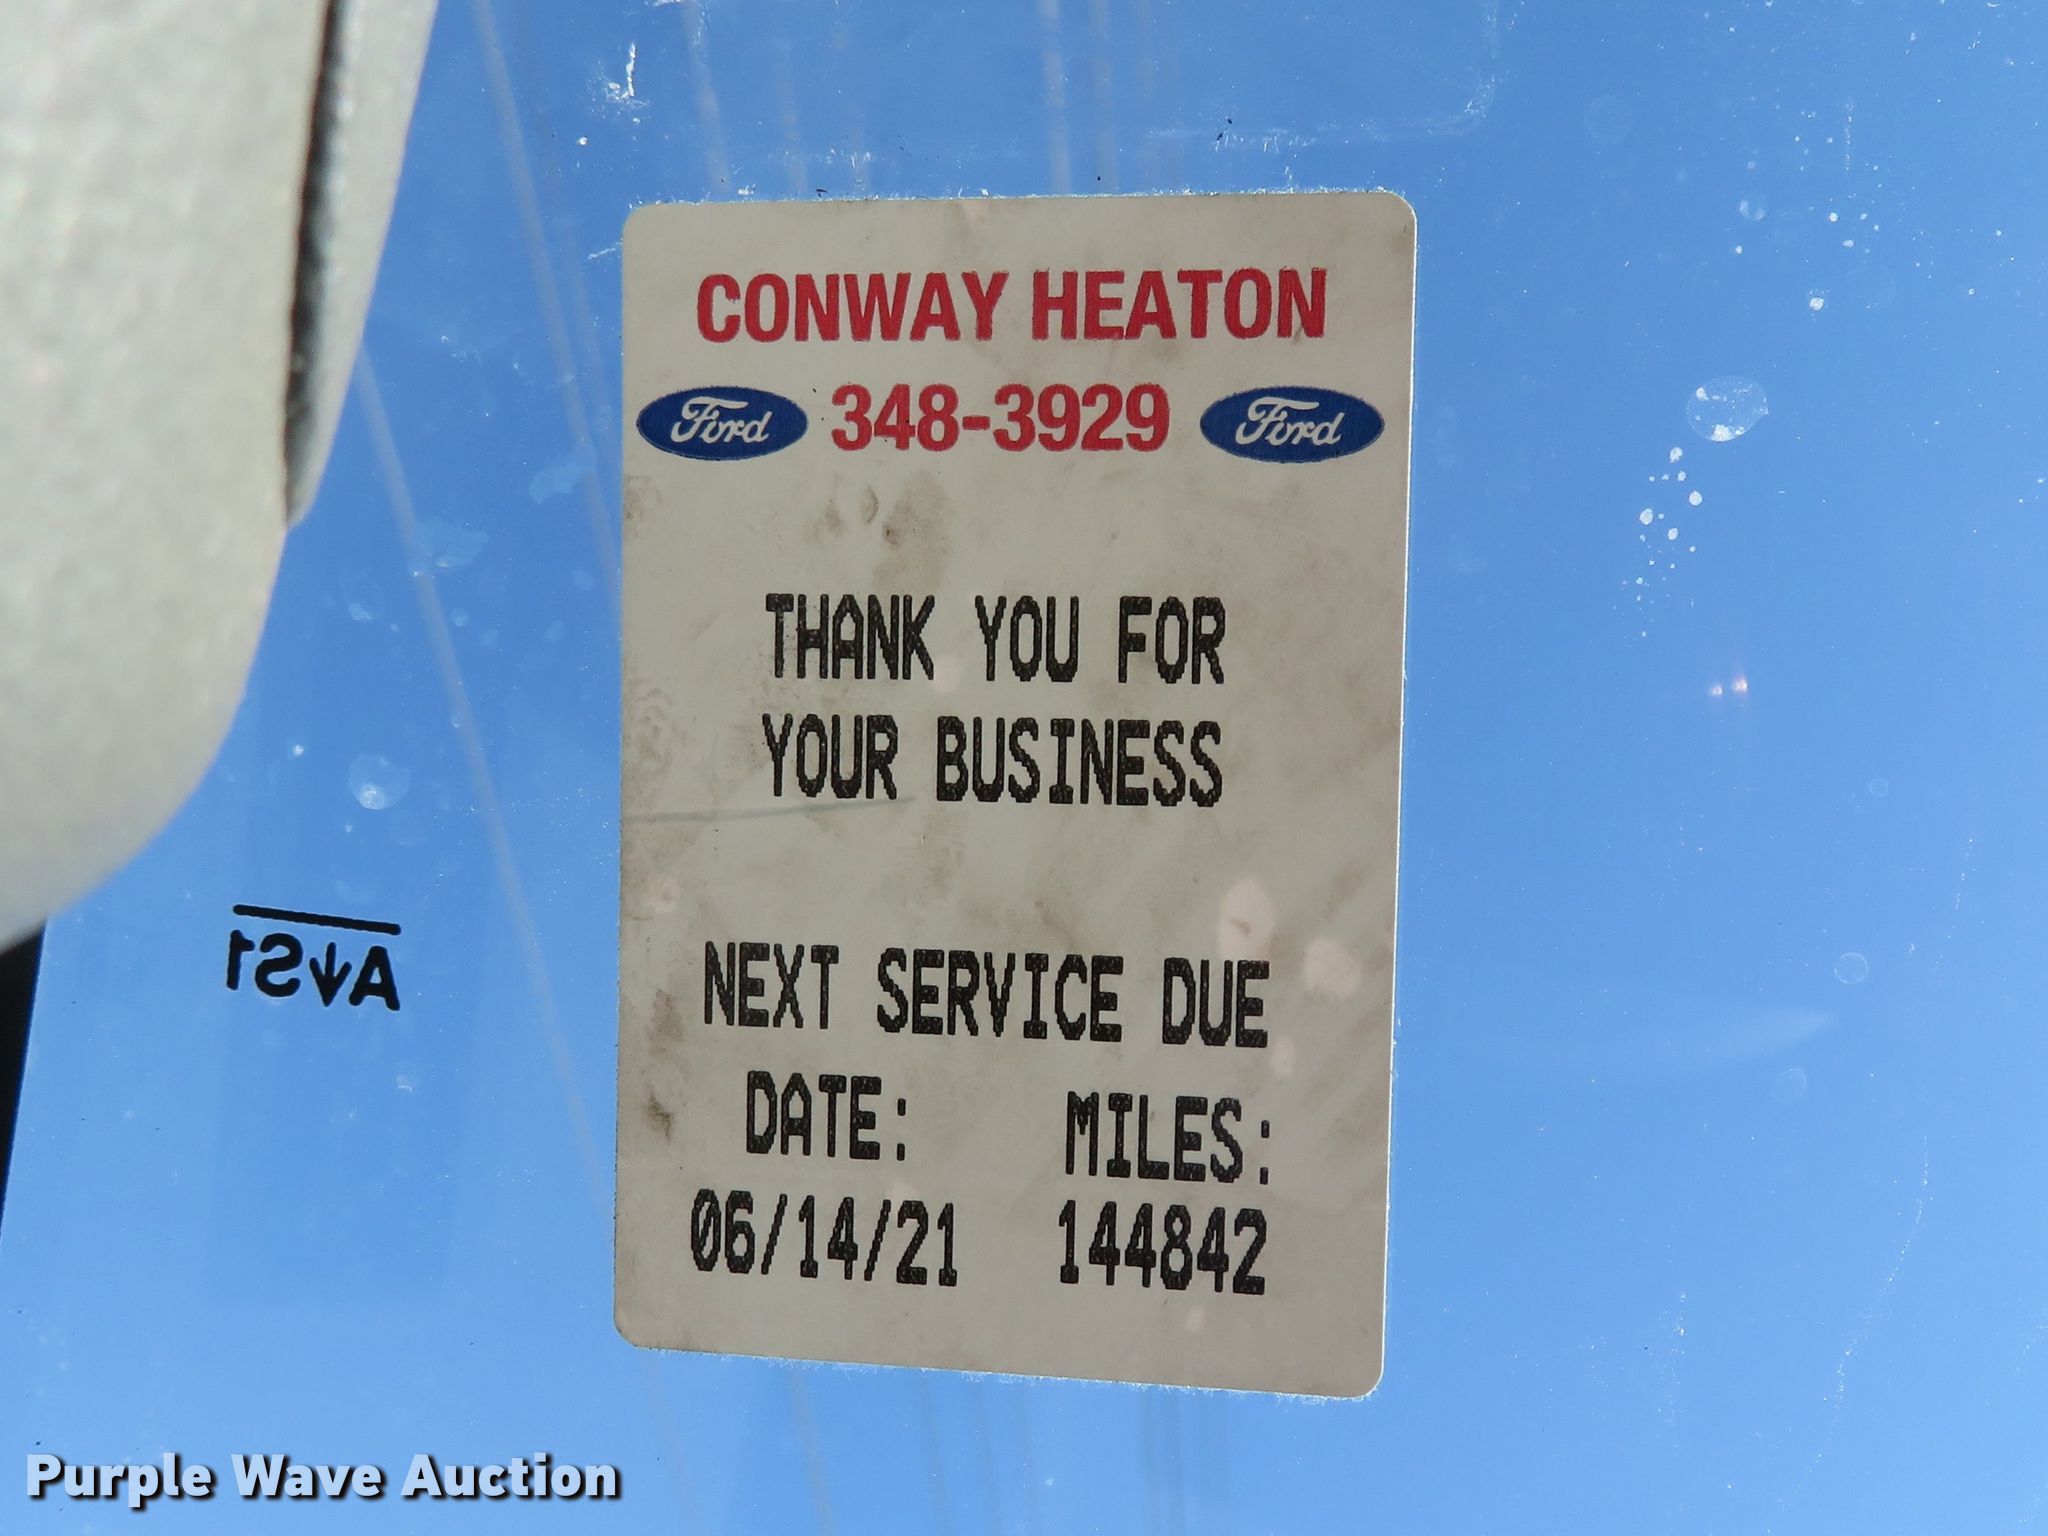 CONWAY HEATON
Ford 348-3929 Ford
THANK YOU FOR
YOUR BUSINESS
NEXT SERVICE DUE
DATE: MILES:
06/14/21 144842
A↓S1
Purple Wave Auction